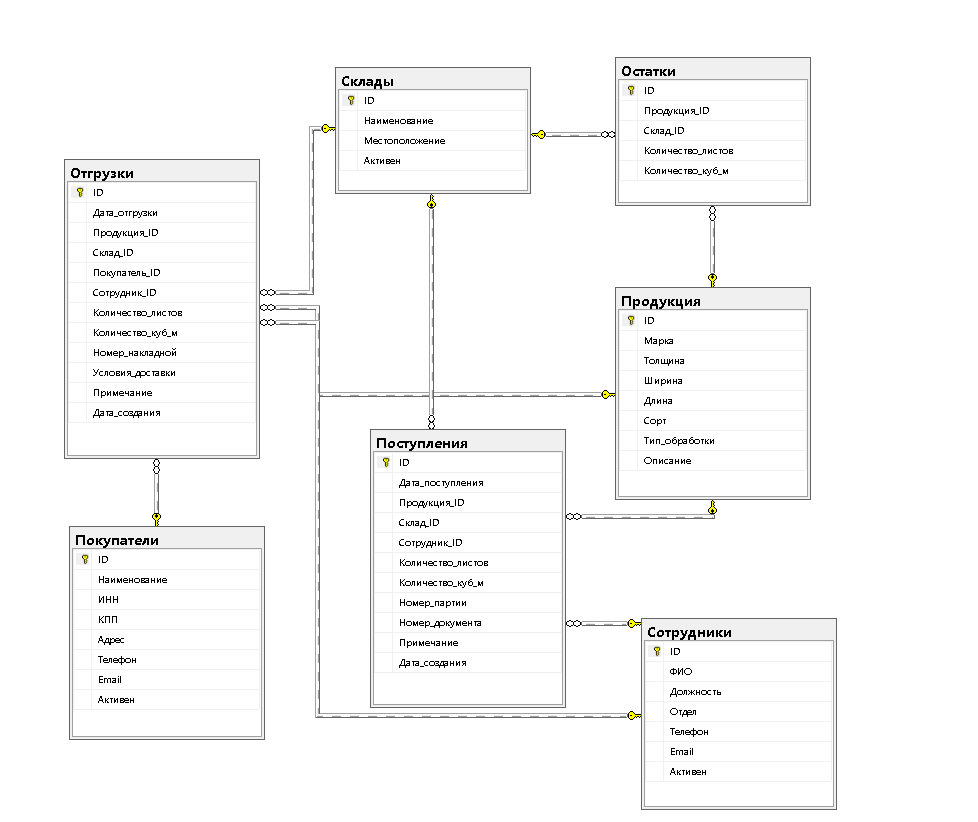 Склады
ID
Наименование
Местоположение
Активен
Остатки
ID
Продукция_ID
Склад_ID
Количество_листов
Количество_куб_м
Отгрузки
ID
Дата_отгрузки
Продукция_ID
Склад_ID
Покупатель_ID
Сотрудник_ID
Количество_листов
Количество_куб_м
Номер_накладной
Условия_доставки
Примечание
Дата_создания
Продукция
ID
Марка
Толщина
Ширина
Длина
Сорт
Тип_обработки
Описание
Поступления
ID
Дата_поступления
Продукция_ID
Склад_ID
Сотрудник_ID
Количество_листов
Количество_куб_м
Номер_партии
Номер_документа
Примечание
Дата_создания
Покупатели
ID
Наименование
ИНН
КПП
Адрес
Телефон
Email
Активен
Сотрудники
ID
ФИО
Должность
Отдел
Телефон
Email
Активен